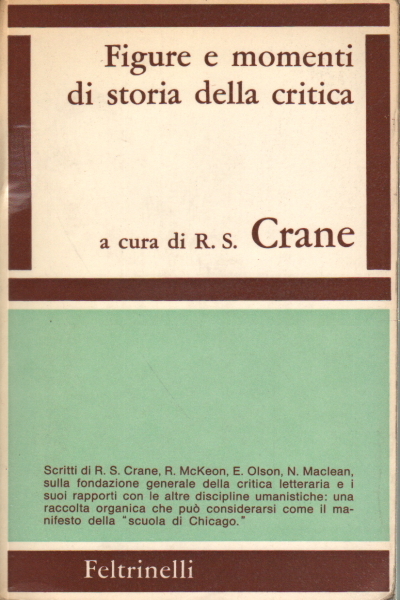 Figure e momenti
di storia della critica
a cura di R. S. Crane
Scritti di R. S. Crane, R. McKeon, E. Olson, N. Maclean,
sulla fondazione generale della critica letteraria e i
suoi rapporti con le altre discipline umanistiche: una
raccolta organica che può considerarsi come il ma-
nifesto della "scuola di Chicago."
Feltrinelli